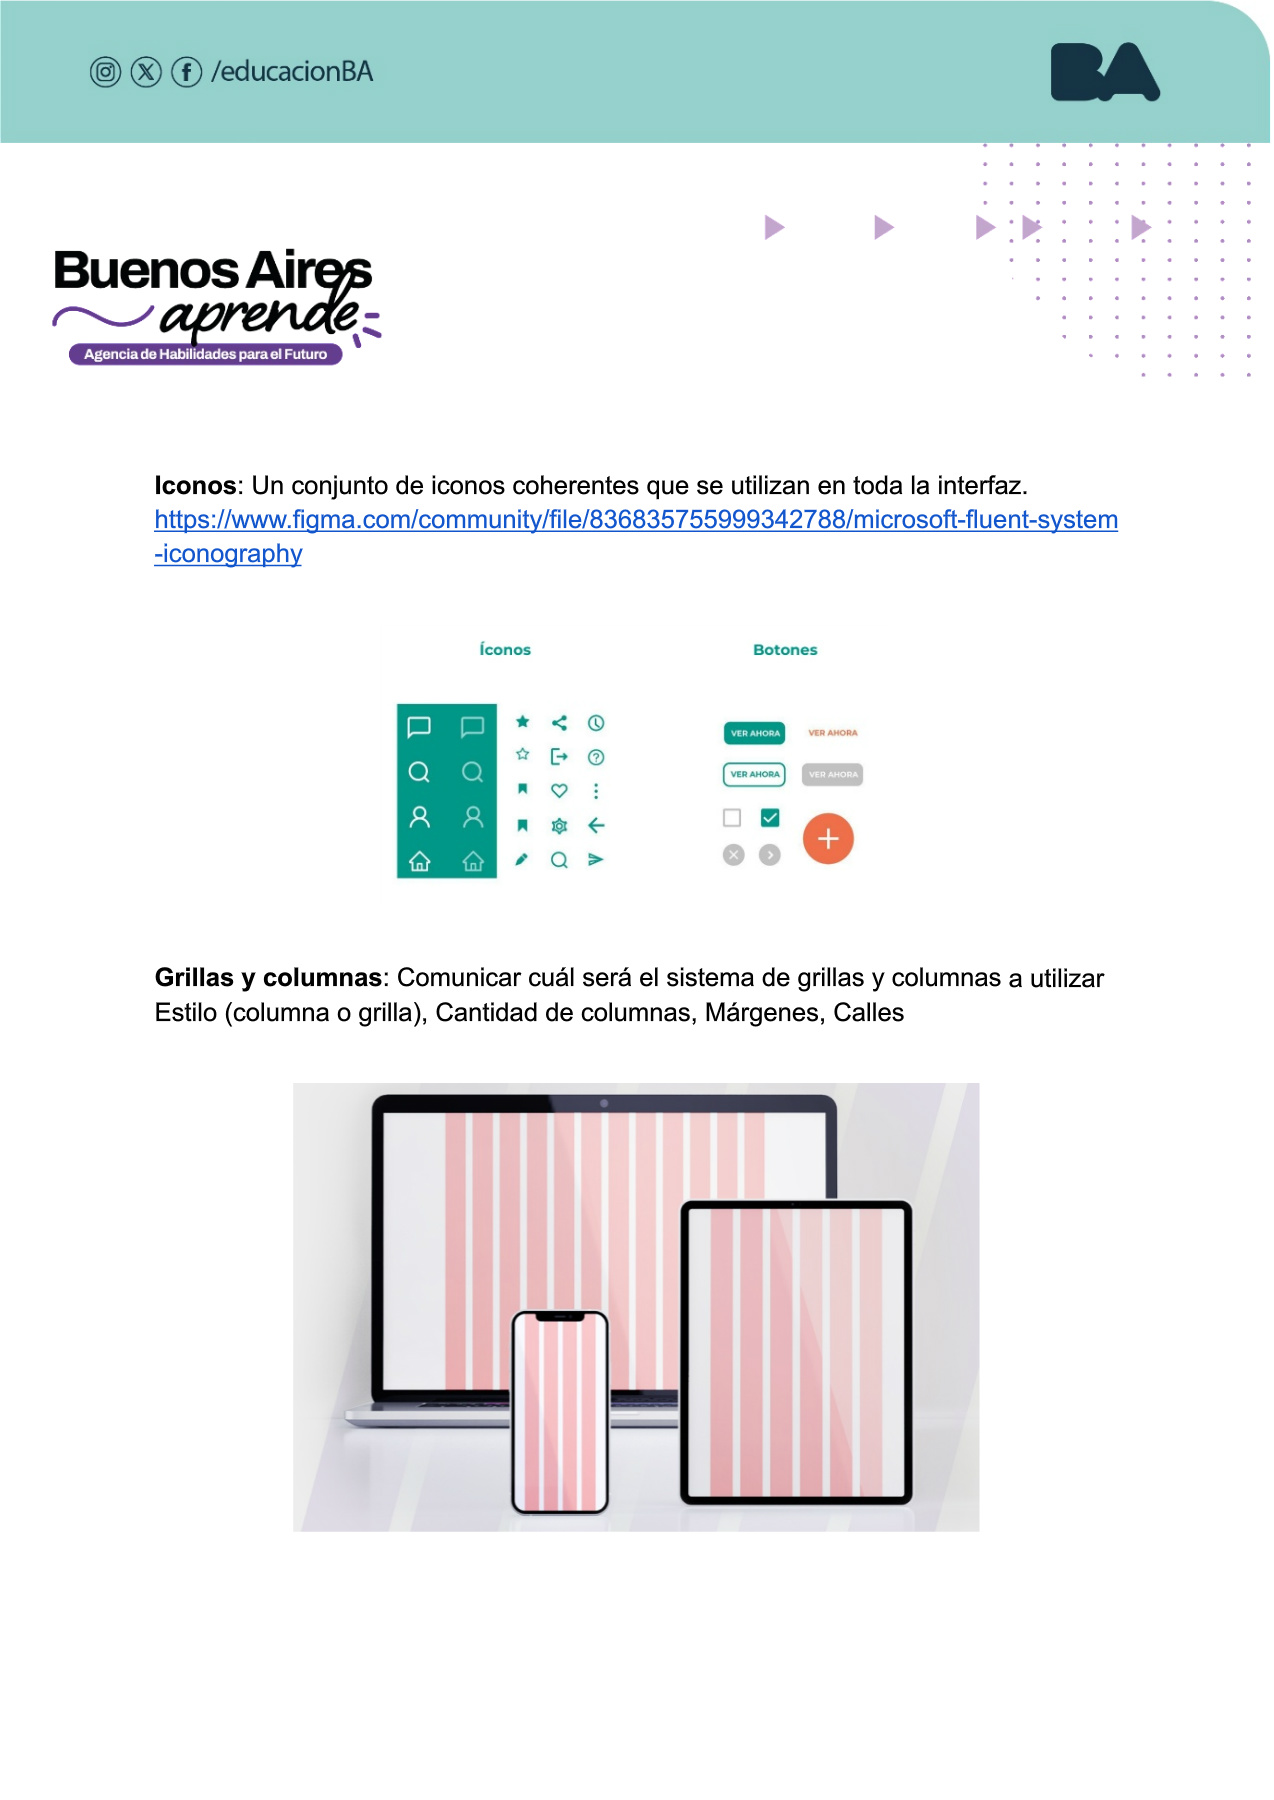 /educacionBA
BA
Buenos Aires
aprende
Agencia de Habilidades para el Futuro
Iconos: Un conjunto de iconos coherentes que se utilizan en toda la interfaz.
https://www.figma.com/community/file/836835755999342788/microsoft-fluent-system
-iconography
Íconos
Botones
VER AHORA
VER AHORA
VER AHORA
VER AHORA
Grillas y columnas: Comunicar cuál será el sistema de grillas y columnas a utilizar
Estilo (columna o grilla), Cantidad de columnas, Márgenes, Calles